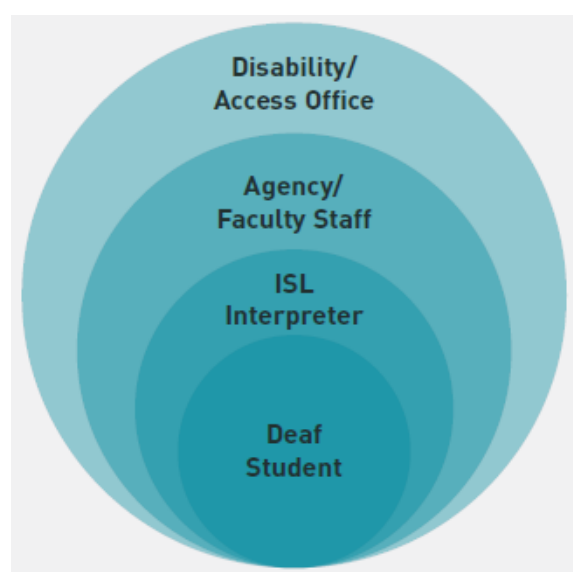 Disability/
Access Office
Agency/
Faculty Staff
ISL
Interpreter
Deaf
Student